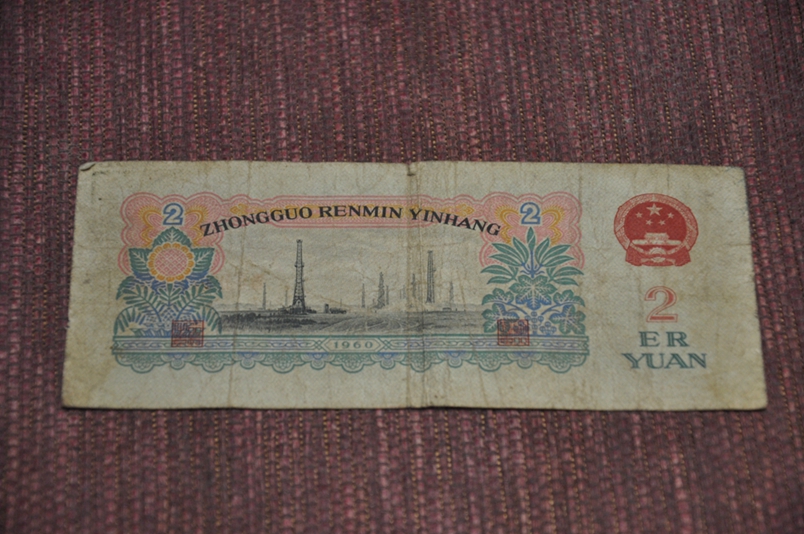 2 2
ZHONGGUO RENMIN YINHANG
1960
2
ER
YUAN